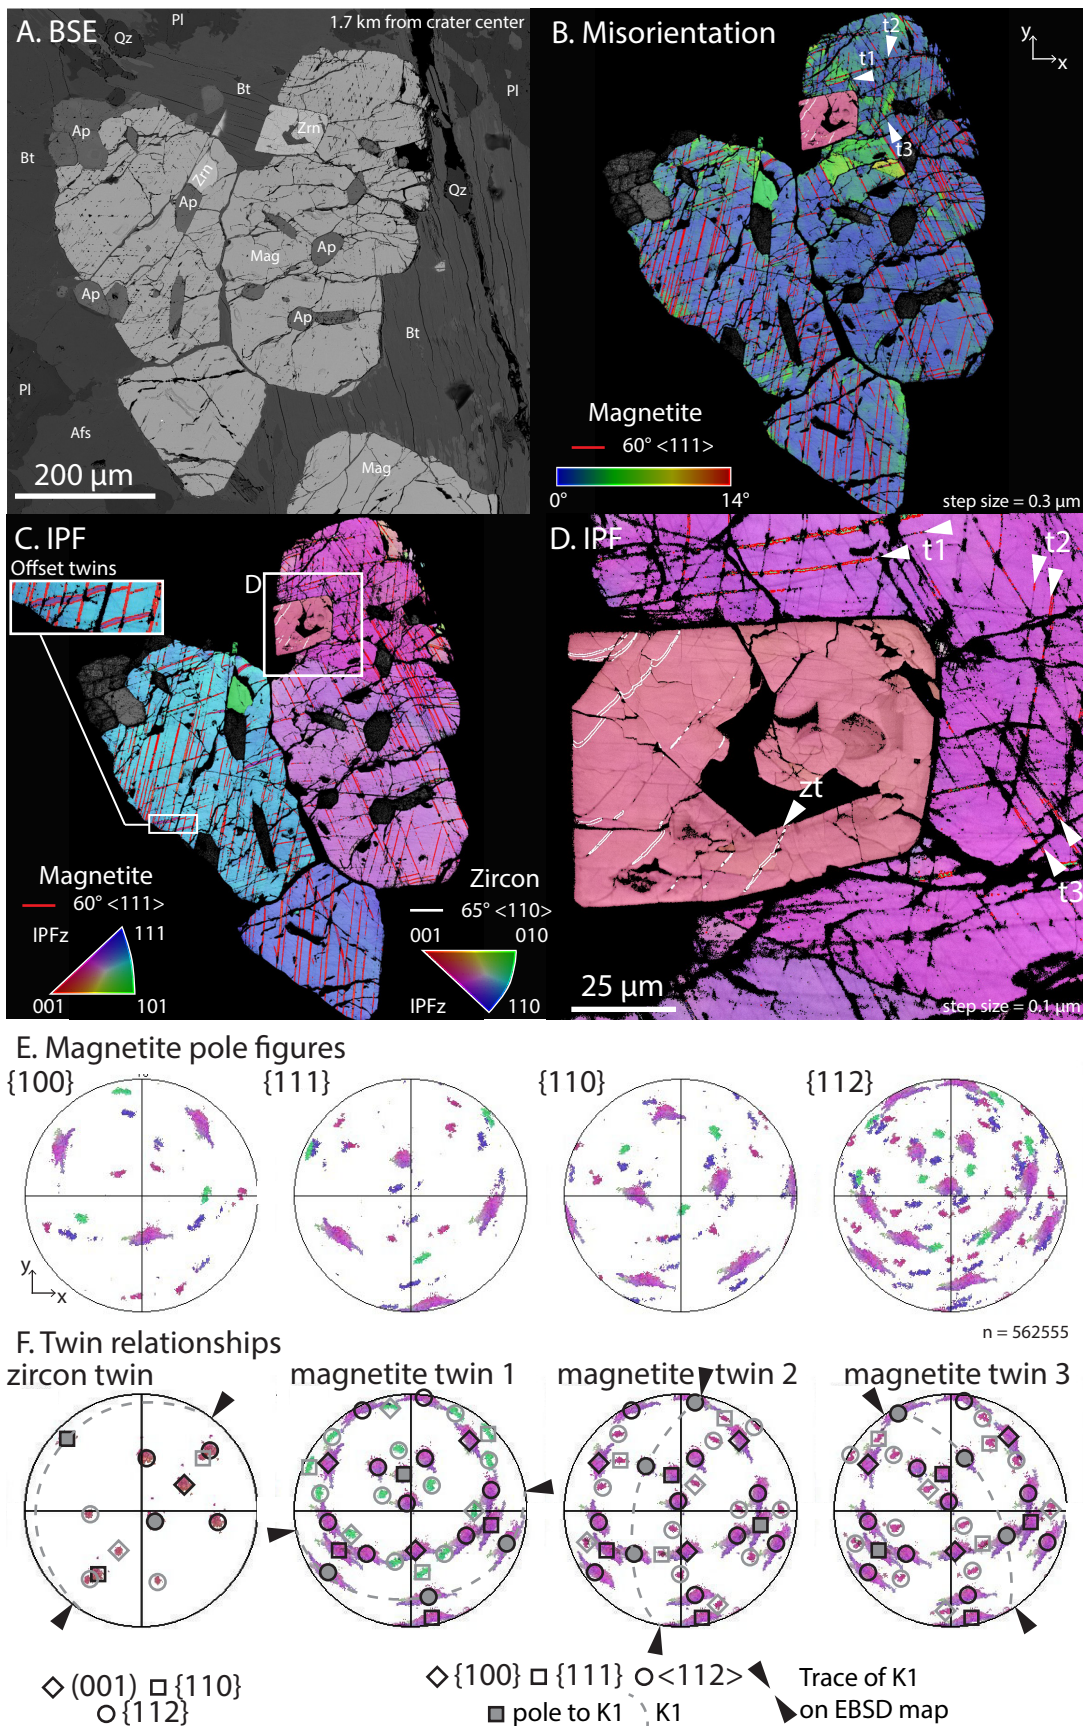 A. BSE
1.7 km from crater center
Pl
Qz
Bt
Pl
Ap
Zrn
Bt
Zrn
Qz
Ap
Mag
Ap
Ap
Ap
Bt
Pl
Afs
Mag
200 µm
B. Misorientation
y
x
t2
t1
t3
Magnetite
60° <111>
0°
14°
step size = 0.3 µm
C. IPF
Offset twins
D
Magnetite
60° <111>
IPFz
111
001
101
Zircon
65° <110>
001
010
IPFz
110
D. IPF
t1
t2
zt
t3
25 µm
step size = 0.1 µm
E. Magnetite pole figures
{100}
{111}
{110}
{112}
y
x
n = 562555
F. Twin relationships
zircon twin
magnetite twin 1
magnetite twin 2
magnetite twin 3
(001) {110}
{112}
{100} {111} <112>
pole to K1 K1
Trace of K1
on EBSD map